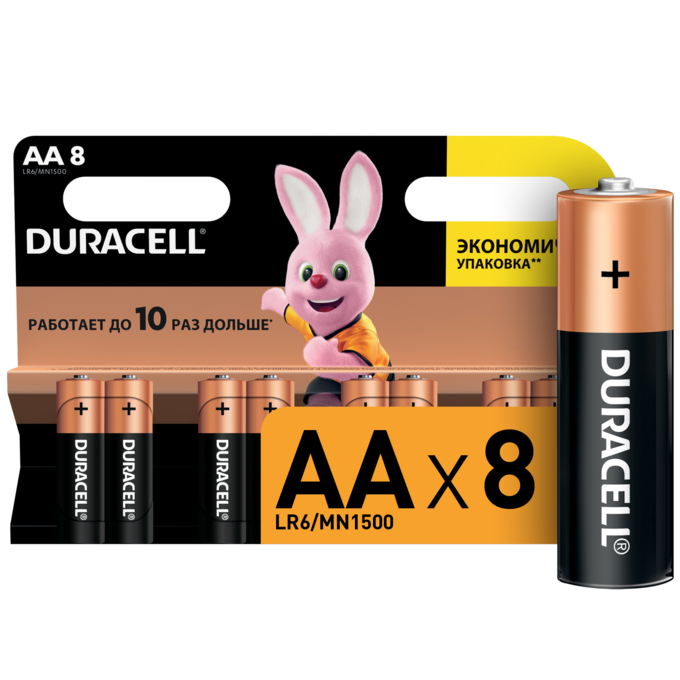 AA 8
LR6/MN1500
DURACELL®
ЭКОНОМИ
УПАКОВКА**
РАБОТАЕТ ДО 10 РАЗ ДОЛЬШЕ*
+
+
+
+
+
+
+
+
DURACELL
DURACELL
DURACELL
AA x 8
LR6/MN1500
+
DURACELL®